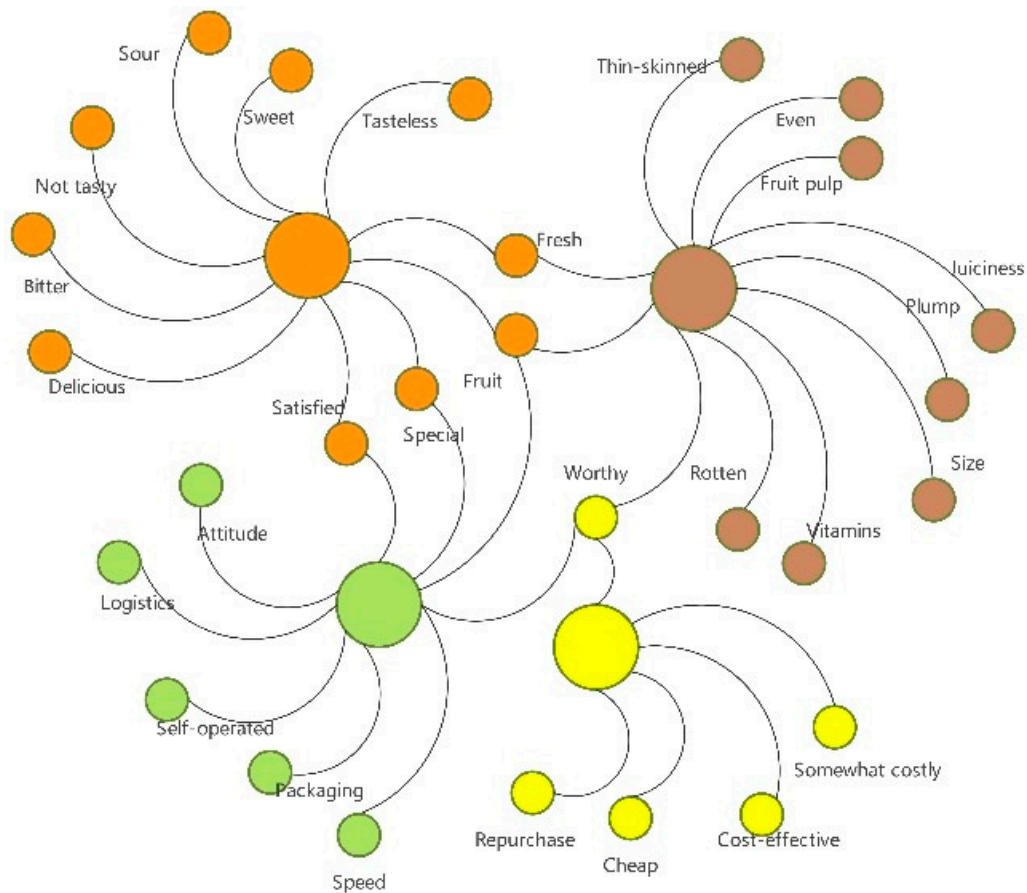 Sour
Thin-skinned
Sweet
Tasteless
Even
Not tasty
Fruit pulp
Fresh
Bitter
Juiciness
Plump
Delicious
Fruit
Satisfied
Special
Worthy
Rotten
Size
Attitude
Vitamins
Logistics
Self-operated
Somewhat costly
Packaging
Repurchase
Cost-effective
Cheap
Speed